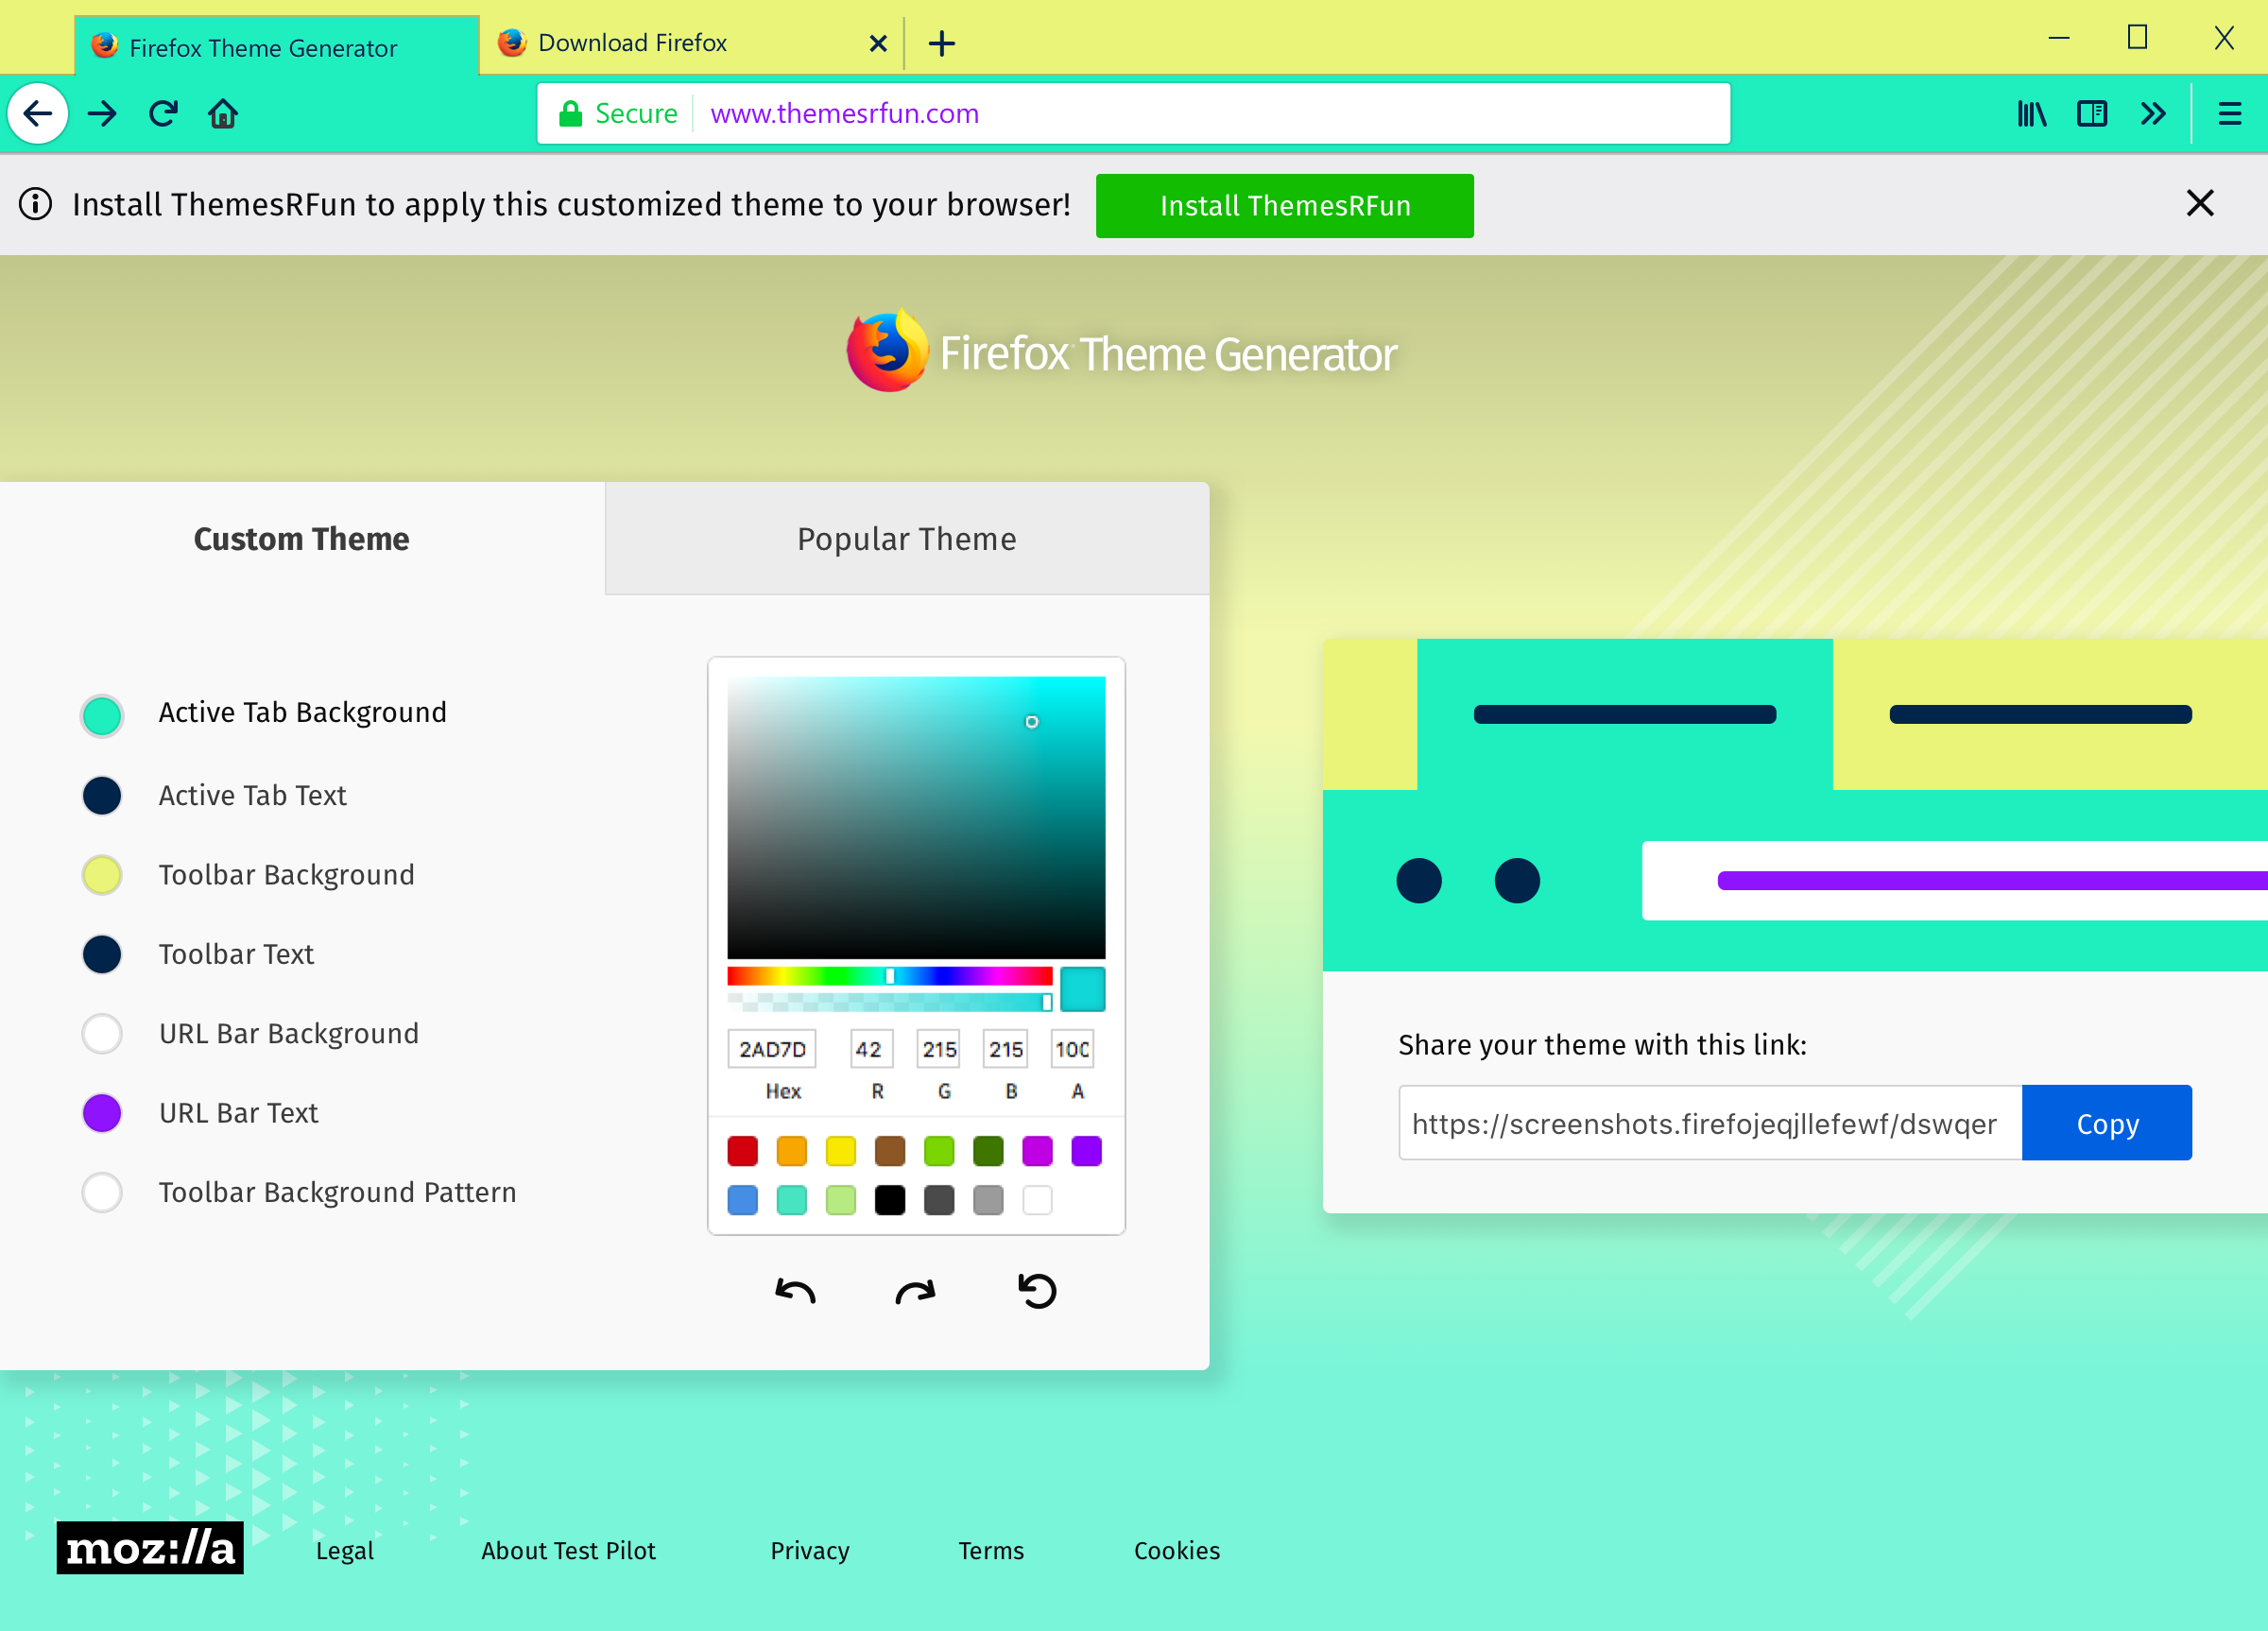 Firefox Theme Generator
Download Firefox
Secure
www.themesrfun.com
Install ThemesRFun to apply this customized theme to your browser!
Install ThemesRFun
Firefox Theme Generator
Custom Theme
Popular Theme
Active Tab Background
Active Tab Text
Toolbar Background
Toolbar Text
URL Bar Background
URL Bar Text
Toolbar Background Pattern
2AD7D 42 215 215 100
Hex R G B A
Share your theme with this link:
https://screenshots.firefojeqjllefewf/dswqer
Copy
moz://a
Legal
About Test Pilot
Privacy
Terms
Cookies